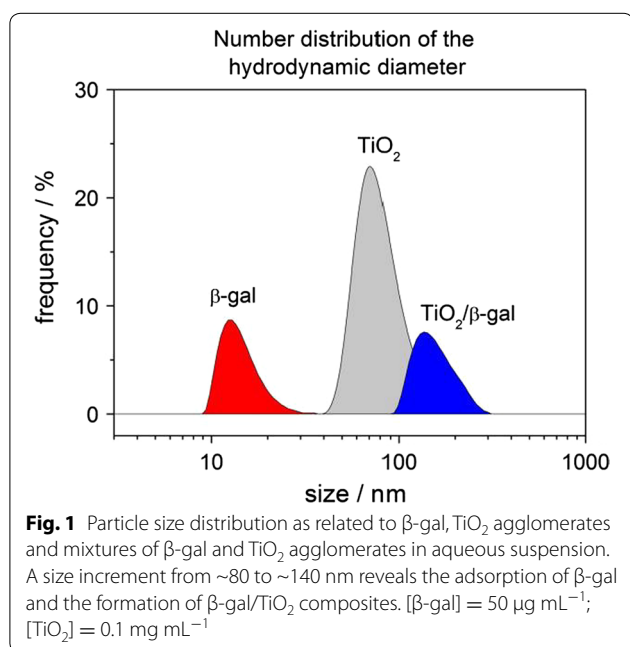 Number distribution of the
hydrodynamic diameter
30
20
10
0
frequency / %
β-gal
TiO₂
TiO₂/β-gal
10
100
1000
size / nm
Fig. 1 Particle size distribution as related to β-gal, TiO₂ agglomerates
and mixtures of β-gal and TiO₂ agglomerates in aqueous suspension.
A size increment from ~80 to ~140 nm reveals the adsorption of β-gal
and the formation of β-gal/TiO₂ composites. [β-gal] = 50 µg mL⁻¹;
[TiO₂] = 0.1 mg mL⁻¹